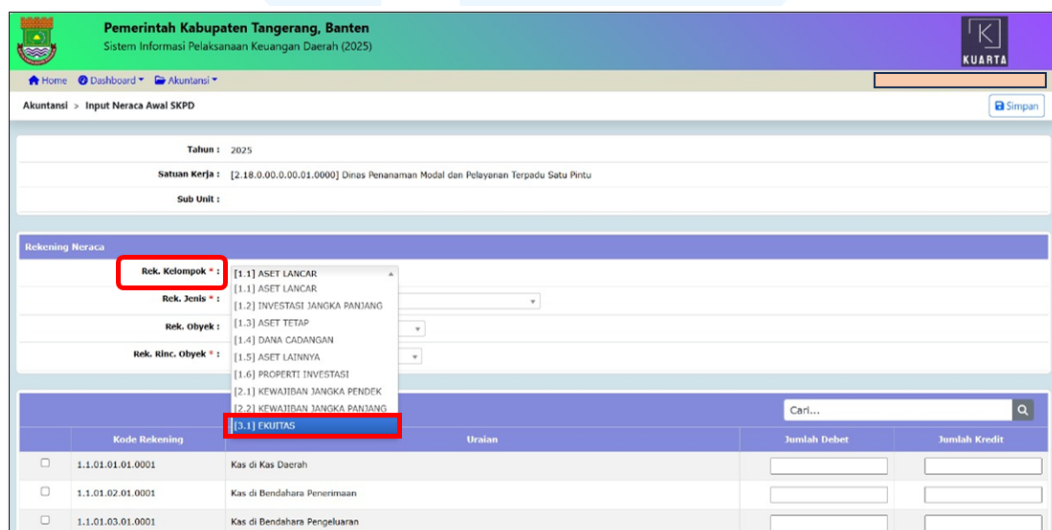 Pemerintah Kabupaten Tangerang, Banten
Sistem Informasi Pelaksanaan Keuangan Daerah (2025)
KUARTA
Home Dashboard Akuntansi
Akuntansi > Input Neraca Awal SKPD
Simpan
Tahun : 2025
Satuan Kerja : [2.18.0.00.0.00.01.0000] Dinas Penanaman Modal dan Pelayanan Terpadu Satu Pintu
Sub Unit :
Rekening Neraca
Rek. Kelompok * : [1.1] ASET LANCAR
[1.1] ASET LANCAR
Rek. Jenis * :
[1.2] INVESTASI JANGKA PANJANG
[1.3] ASET TETAP
Rek. Obyek :
[1.4] DANA CADANGAN
Rek. Rinc. Obyek * : [1.5] ASET LAINNYA
[1.6] PROPERTI INVESTASI
[2.1] KEWAJIBAN JANGKA PENDEK
[2.2] KEWAJIBAN JANGKA PANJANG
Cari...
[3.1] EKUITAS
Kode Rekening Uraian Jumlah Debet Jumlah Kredit
1.1.01.01.01.0001 Kas di Kas Daerah
1.1.01.02.01.0001 Kas di Bendahara Penerimaan
1.1.01.03.01.0001 Kas di Bendahara Pengeluaran